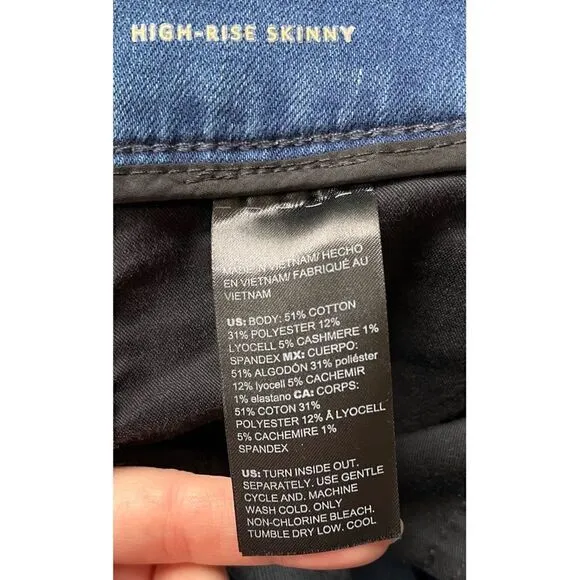 HIGH-RISE SKINNY
MADE IN VIETNAM/ HECHO
EN VIETNAM/ FABRIQUÉ AU
VIETNAM
US: BODY: 51% COTTON
31% POLYESTER 12%
LYOCELL 5% CASHMERE 1%
SPANDEX MX: CUERPO:
51% ALGODÓN 31% poliéster
12% lyocell 5% CACHEMIR
1% elastano CA: CORPS:
51% COTON 31%
POLYESTER 12% Â LYOCELL
5% CACHEMIRE 1%
SPANDEX
US: TURN INSIDE OUT.
SEPARATELY. USE GENTLE
CYCLE AND. MACHINE
WASH COLD. ONLY
NON-CHLORINE BLEACH.
TUMBLE DRY LOW. COOL